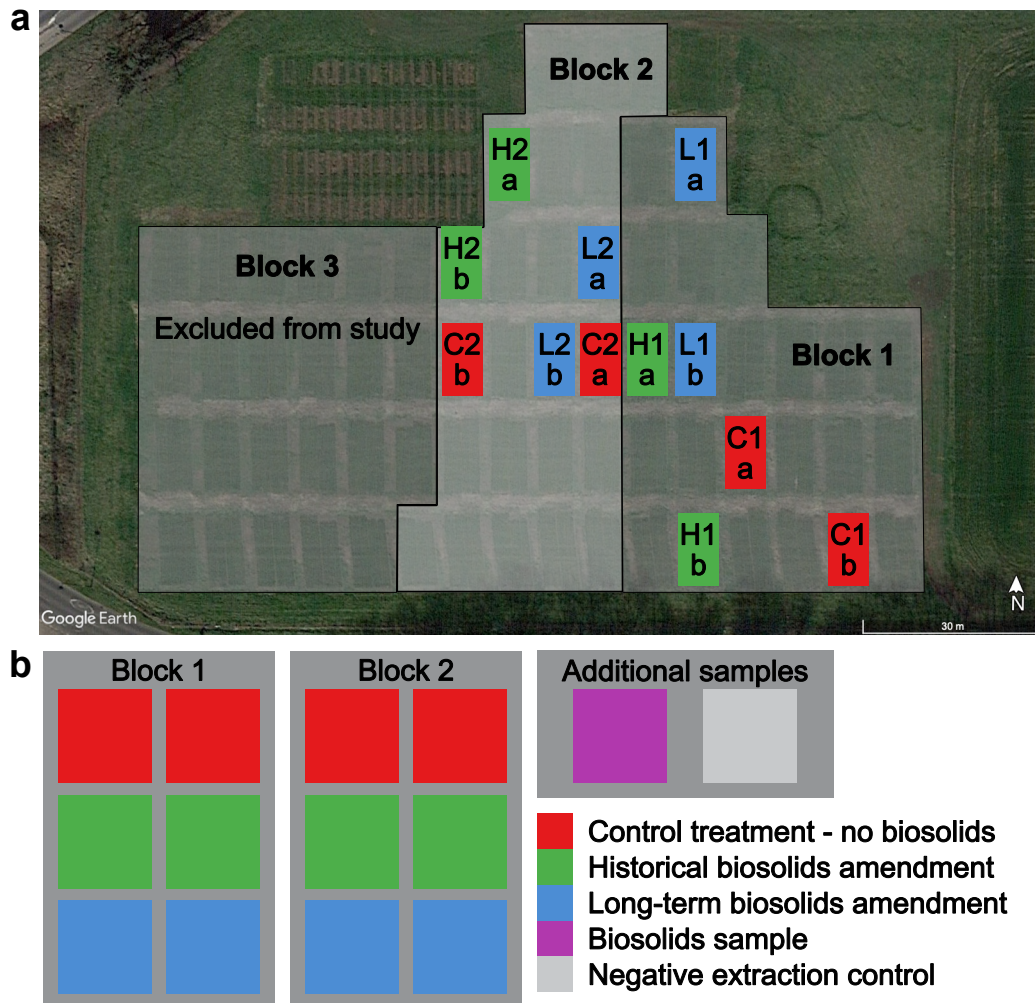 a
Block 2
H2
a
L1
a
H2
b
L2
a
Block 3
Excluded from study
C2
b
L2
b
C2
a
H1
a
L1
b
Block 1
C1
a
H1
b
C1
b
Google Earth
N
30 m
b
Block 1
Block 2
Additional samples
Control treatment - no biosolids
Historical biosolids amendment
Long-term biosolids amendment
Biosolids sample
Negative extraction control